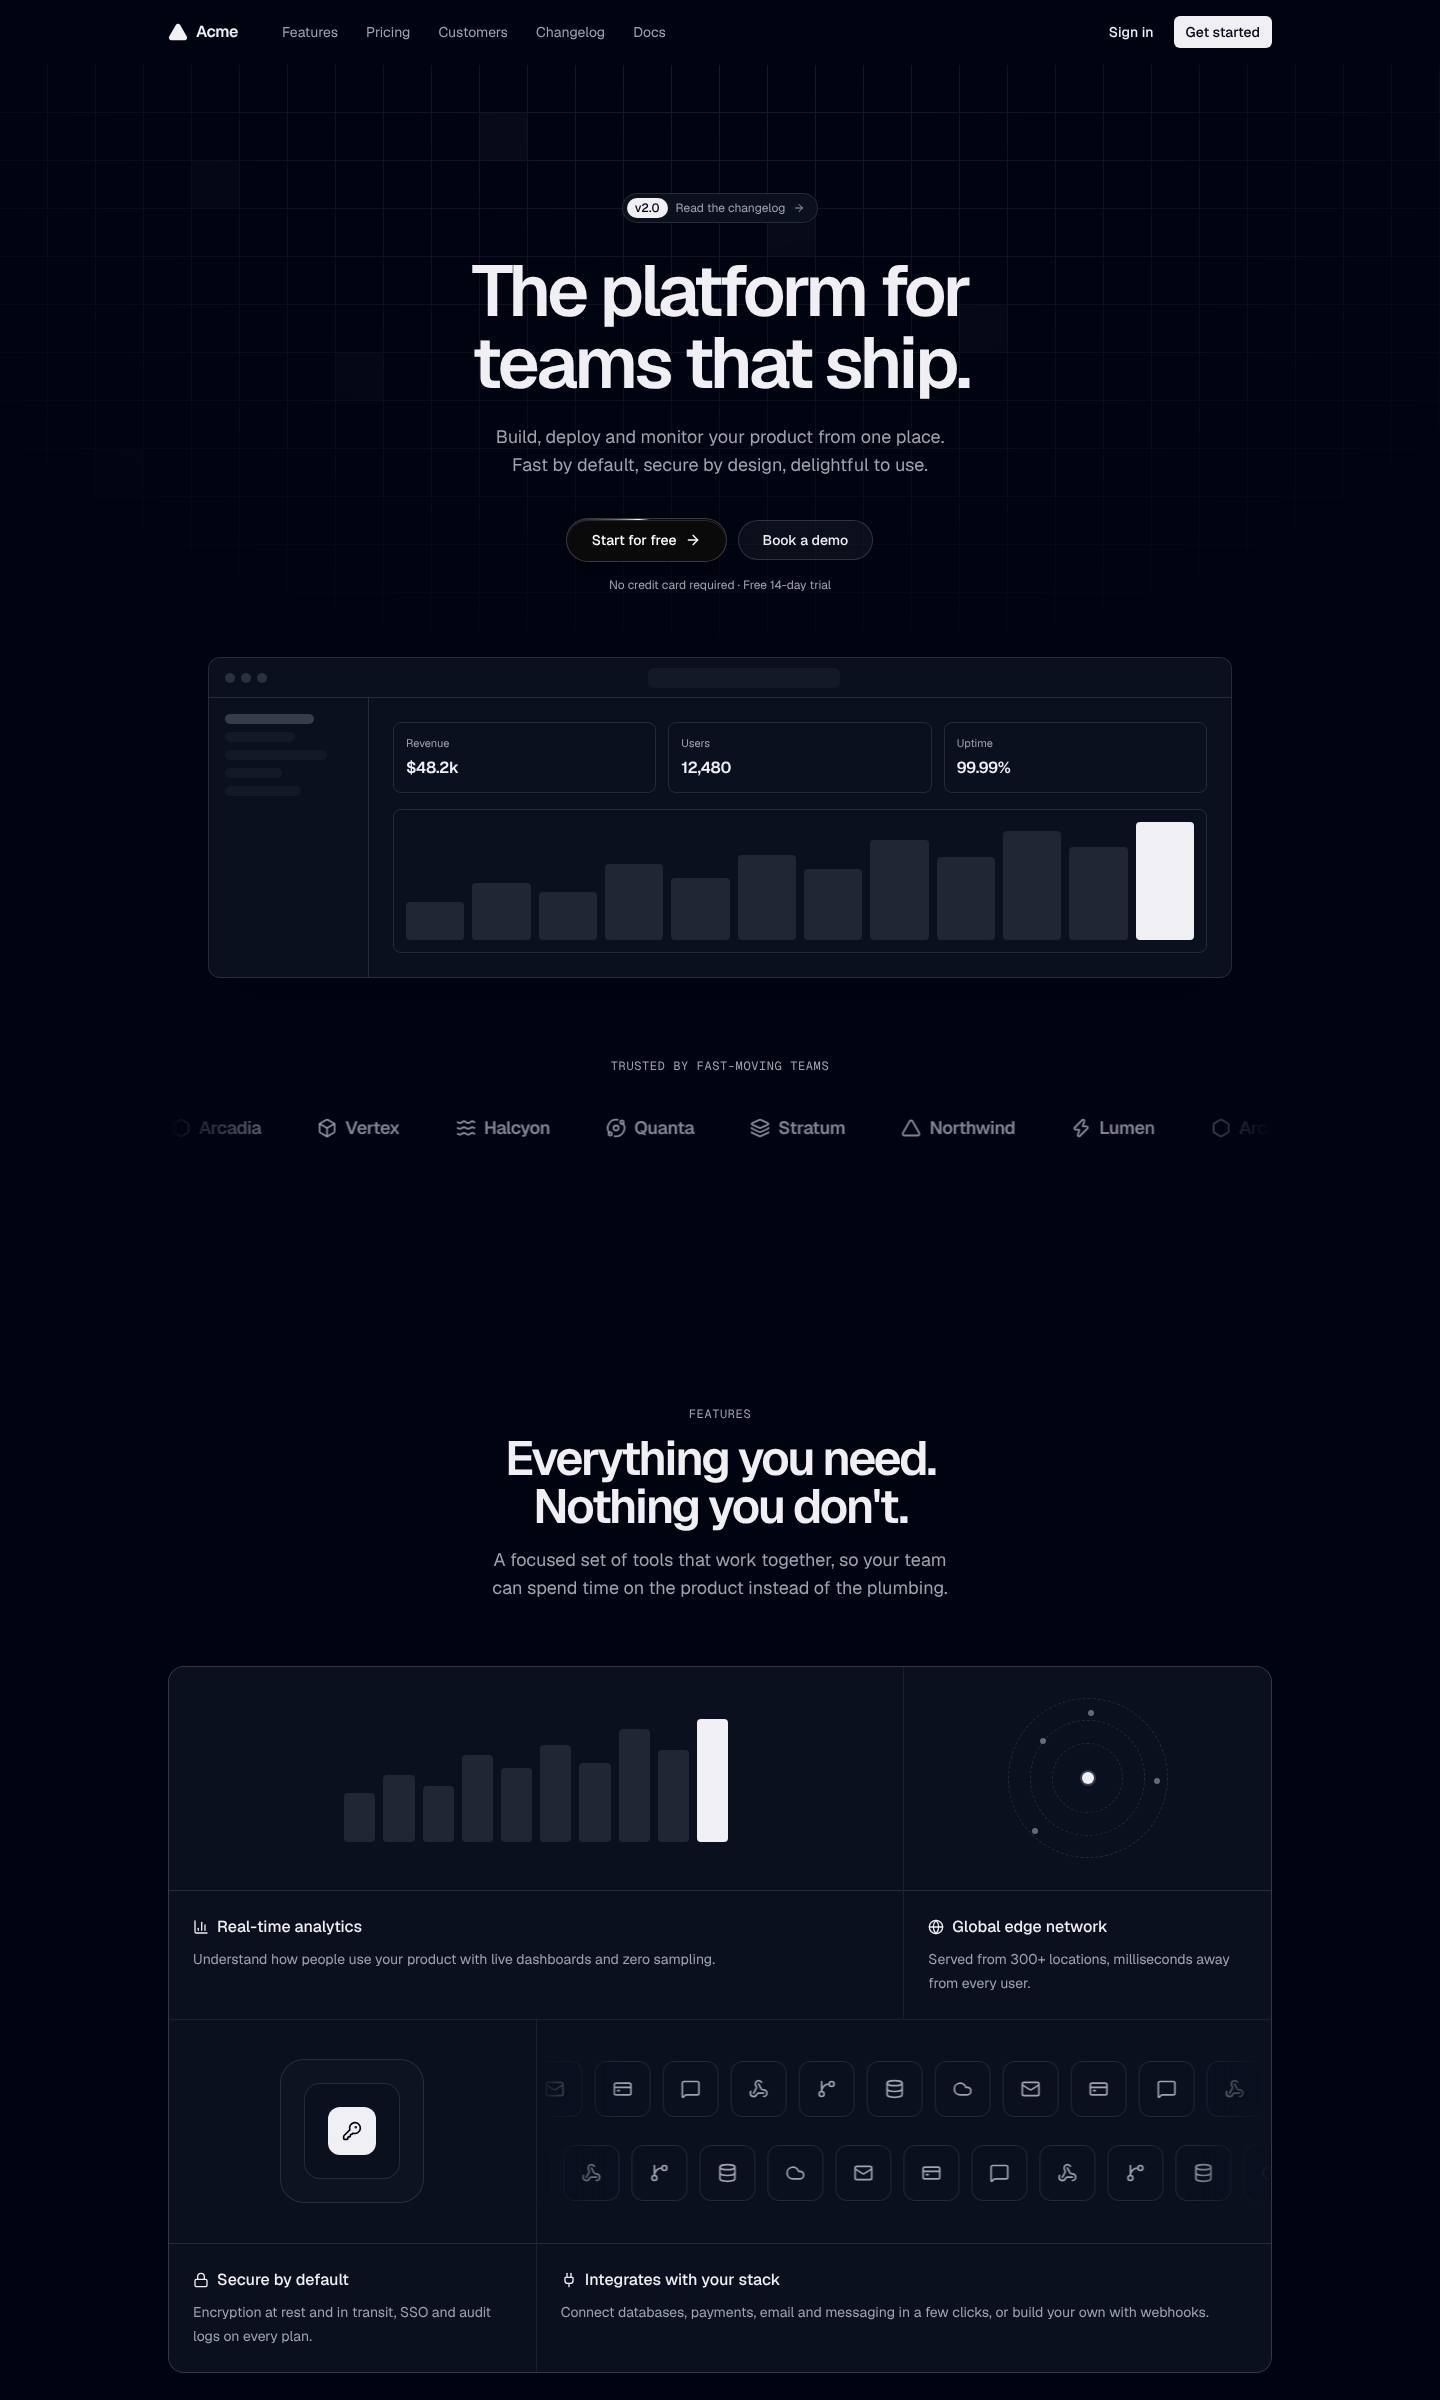 Acme
Features
Pricing
Customers
Changelog
Docs
Sign in
Get started
v2.0
Read the changelog
The platform for
teams that ship.
Build, deploy and monitor your product from one place.
Fast by default, secure by design, delightful to use.
Start for free
Book a demo
No credit card required · Free 14-day trial
Revenue
$48.2k
Users
12,480
Uptime
99.99%
TRUSTED BY FAST-MOVING TEAMS
Arcadia
Vertex
Halcyon
Quanta
Stratum
Northwind
Lumen
Arc
FEATURES
Everything you need.
Nothing you don't.
A focused set of tools that work together, so your team
can spend time on the product instead of the plumbing.
Real-time analytics
Understand how people use your product with live dashboards and zero sampling.
Global edge network
Served from 300+ locations, milliseconds away
from every user.
Secure by default
Encryption at rest and in transit, SSO and audit
logs on every plan.
Integrates with your stack
Connect databases, payments, email and messaging in a few clicks, or build your own with webhooks.